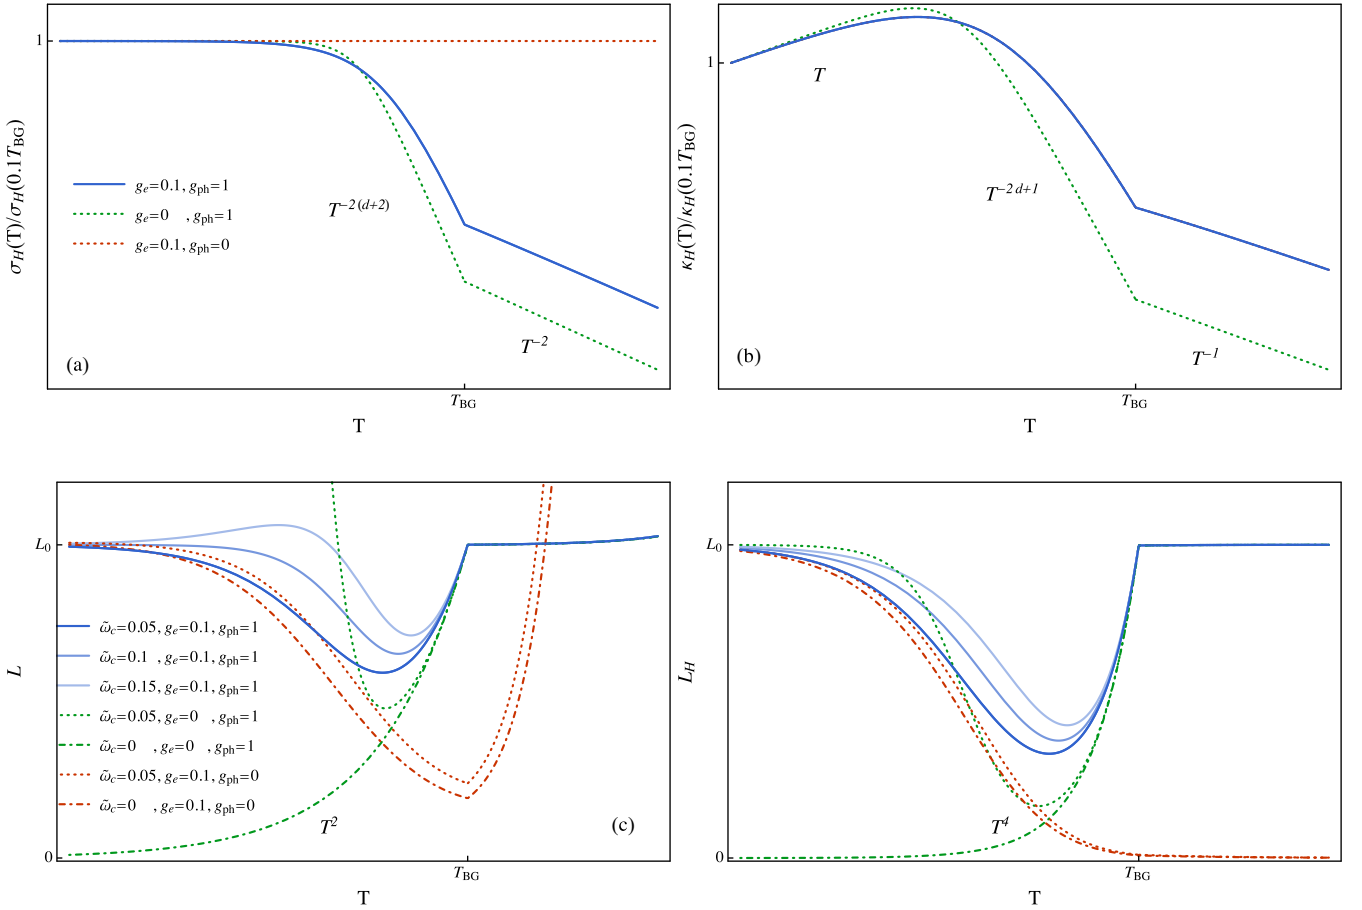 1
σH(T)/σH(0.1TBG)
ge=0.1, gph=1
ge=0 , gph=1
ge=0.1, gph=0
T^-2 (d+2)
T^-2
(a)
TBG
T
1
κH(T)/κH(0.1TBG)
T
T^-2 d+1
T^-1
(b)
TBG
T
L0
L
ω̃c=0.05, ge=0.1, gph=1
ω̃c=0.1 , ge=0.1, gph=1
ω̃c=0.15, ge=0.1, gph=1
ω̃c=0.05, ge=0 , gph=1
ω̃c=0 , ge=0 , gph=1
ω̃c=0.05, ge=0.1, gph=0
ω̃c=0 , ge=0.1, gph=0
T^2
(c)
0
TBG
T
L0
LH
T^4
0
TBG
T